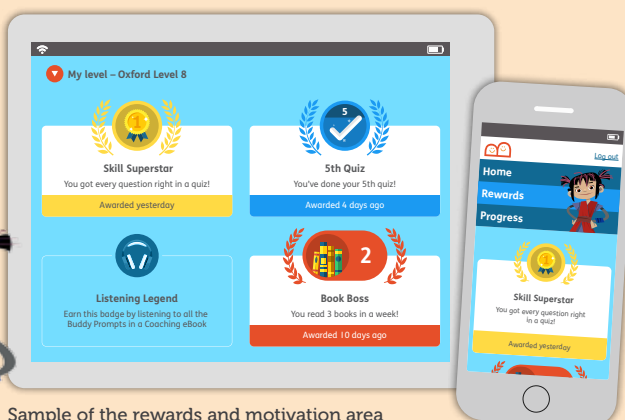 My level – Oxford Level 8
1
Skill Superstar
You got every question right in a quiz!
Awarded yesterday
5
5th Quiz
You've done your 5th quiz!
Awarded 4 days ago
Listening Legend
Earn this badge by listening to all the
Buddy Prompts in a Coaching eBook
2
Book Boss
You read 3 books in a week!
Awarded 10 days ago
Log out
Home
Rewards
Progress
1
Skill Superstar
You got every question right
in a quiz!
Awarded yesterday
Sample of the rewards and motivation area